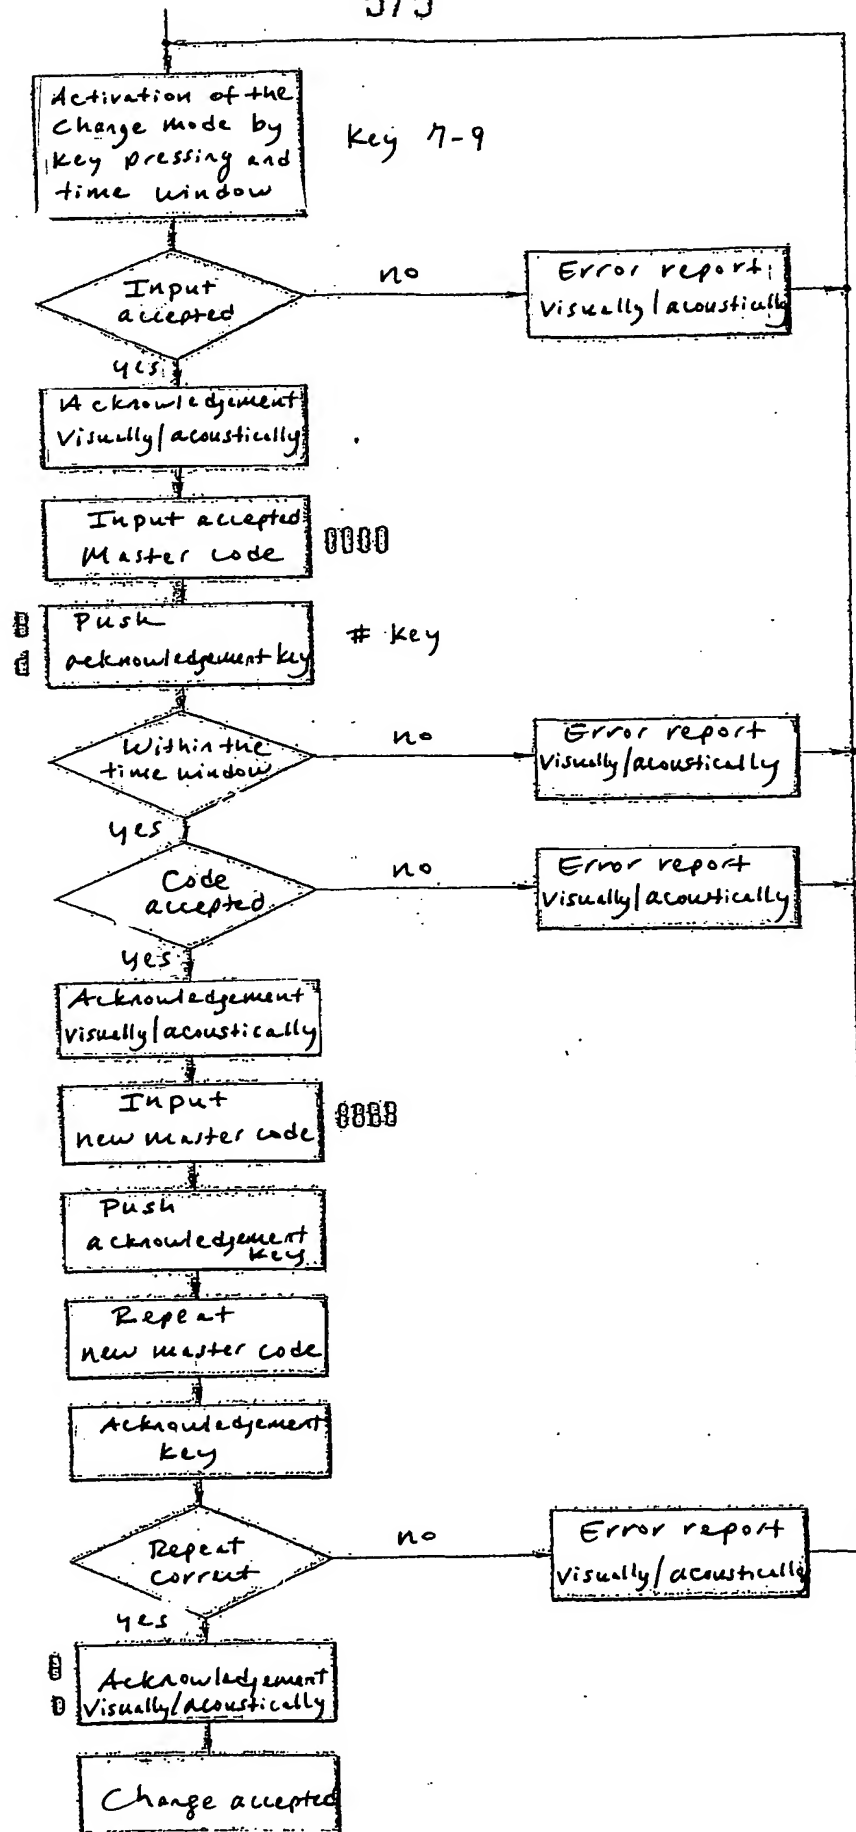 5/5
Activation of the
Change mode by
Key pressing and
time window
Key 7-9
Input
accepted
no
Error report
visually/acoustically
yes
Acknowledgement
visually/acoustically
Input accepted
Master code
0000
Push
acknowledgement key
# key
Within the
time window
no
Error report
visually/acoustically
yes
Code
accepted
no
Error report
visually/acoustically
yes
Acknowledgement
visually/acoustically
Input
new master code
8888
Push
acknowledgement
key
Repeat
new master code
Acknowledgement
key
Repeat
correct
no
Error report
visually/acoustically
yes
Acknowledgement
visually/acoustically
Change accepted